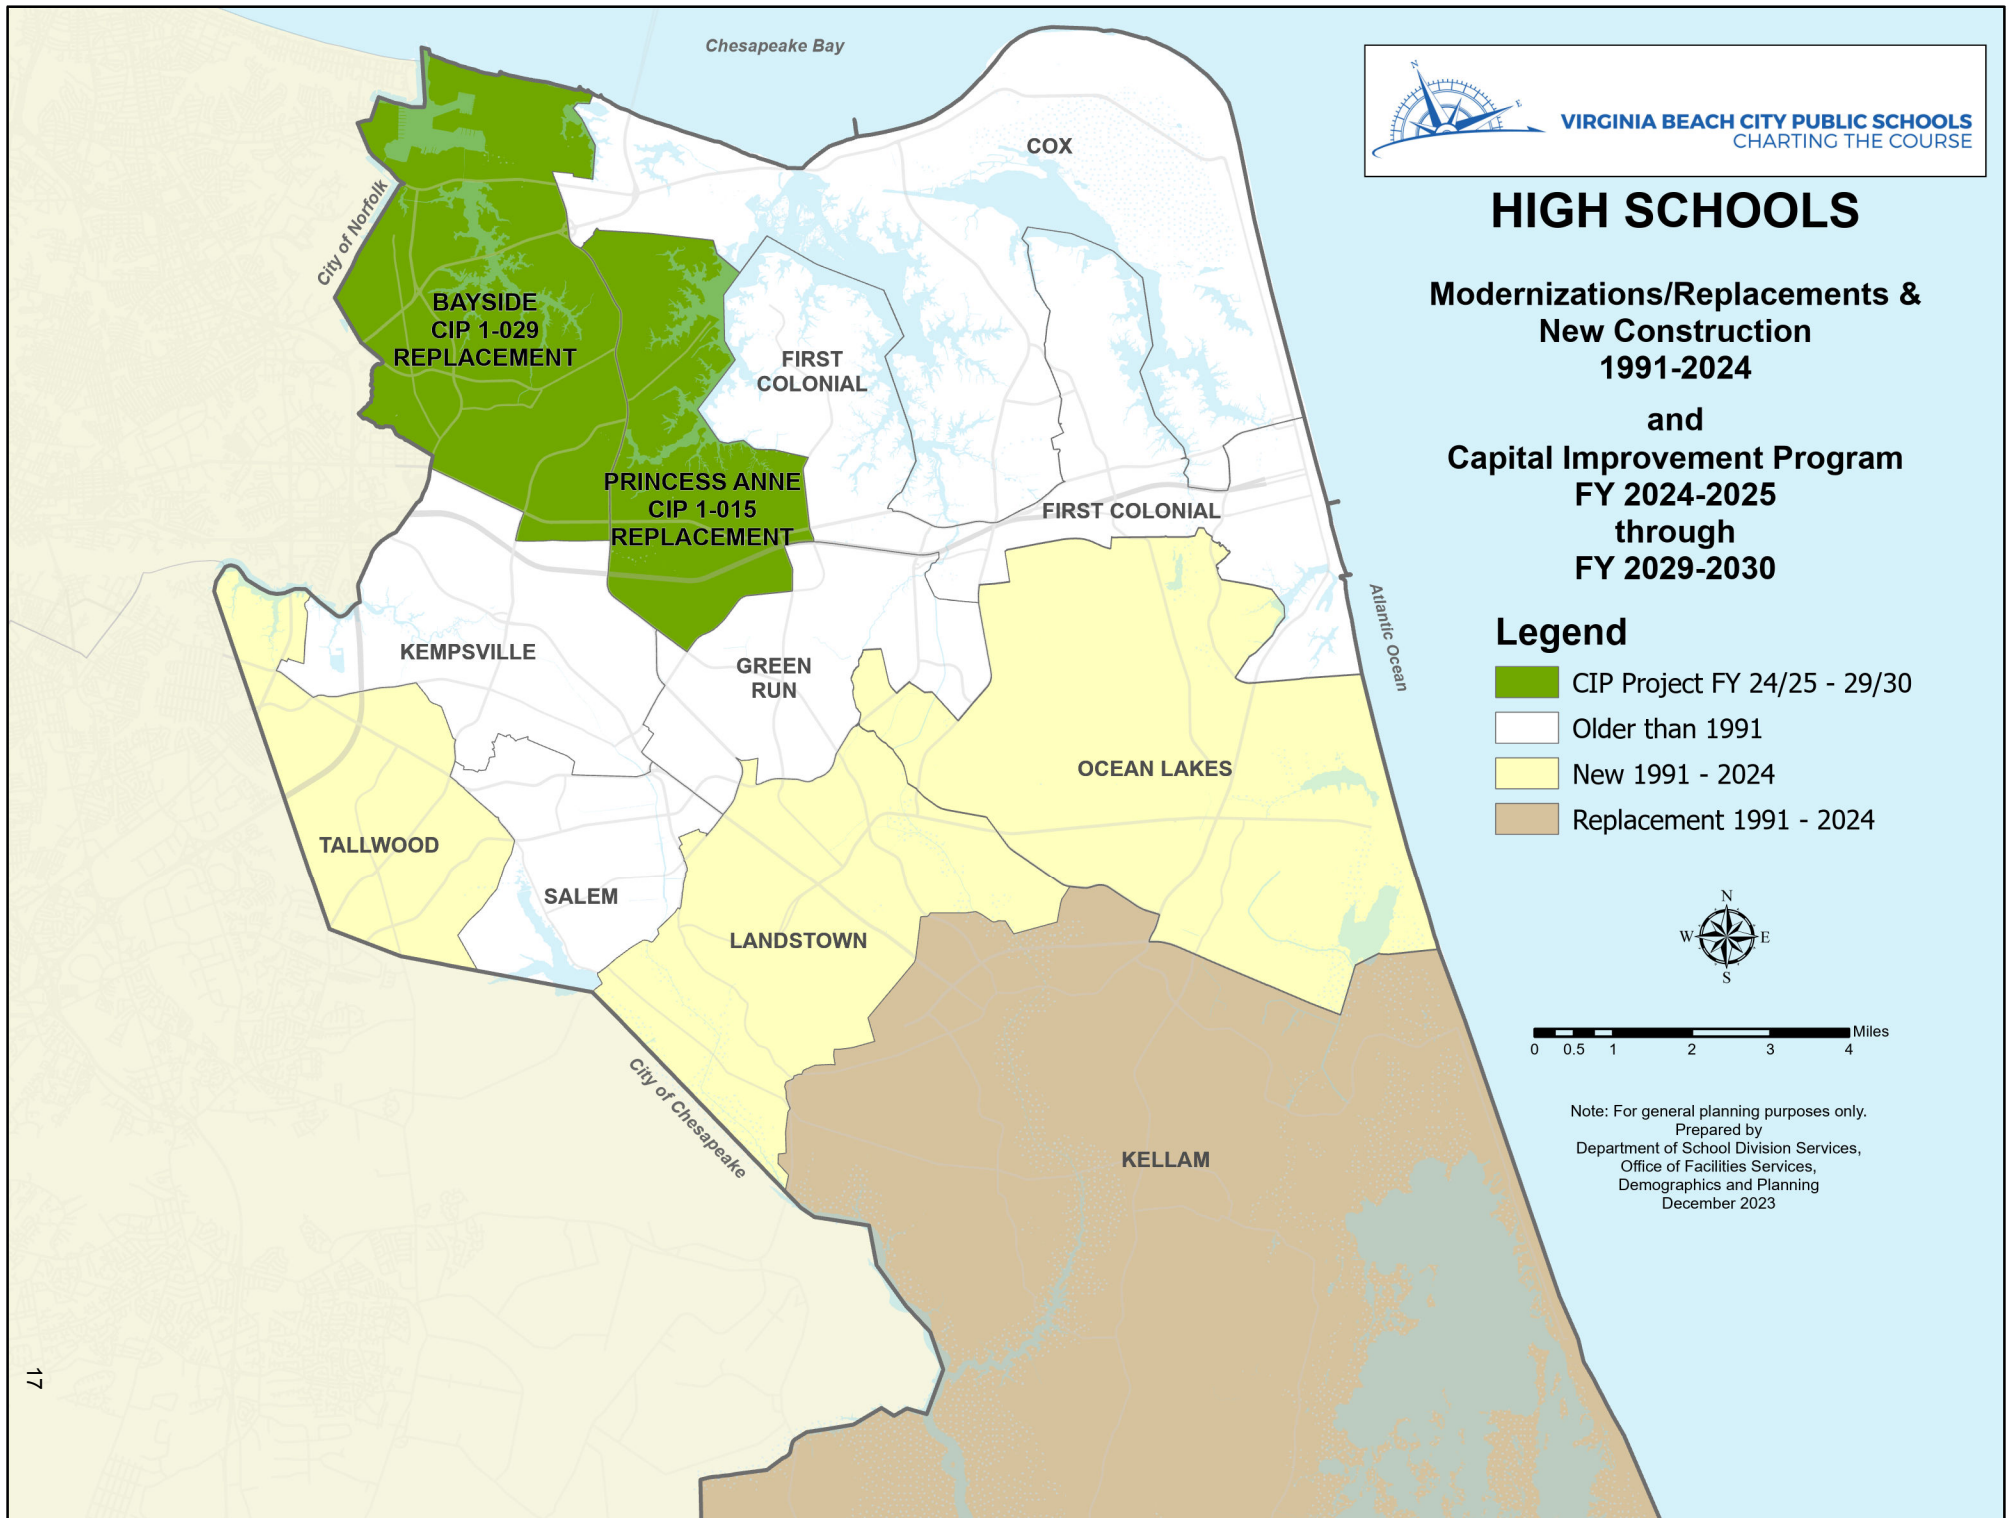 Chesapeake Bay
N
E
VIRGINIA BEACH CITY PUBLIC SCHOOLS
CHARTING THE COURSE
HIGH SCHOOLS
Modernizations/Replacements &
New Construction
1991-2024
and
Capital Improvement Program
FY 2024-2025
through
FY 2029-2030
Legend
CIP Project FY 24/25 - 29/30
Older than 1991
New 1991 - 2024
Replacement 1991 - 2024
COX
City of Norfolk
BAYSIDE
CIP 1-029
REPLACEMENT
FIRST
COLONIAL
PRINCESS ANNE
CIP 1-015
REPLACEMENT
FIRST COLONIAL
Atlantic Ocean
KEMPSVILLE
GREEN
RUN
OCEAN LAKES
TALLWOOD
SALEM
LANDSTOWN
City of Chesapeake
KELLAM
N
W
E
S
Miles
0 0.5 1 2 3 4
Note: For general planning purposes only.
Prepared by
Department of School Division Services,
Office of Facilities Services,
Demographics and Planning
December 2023
17